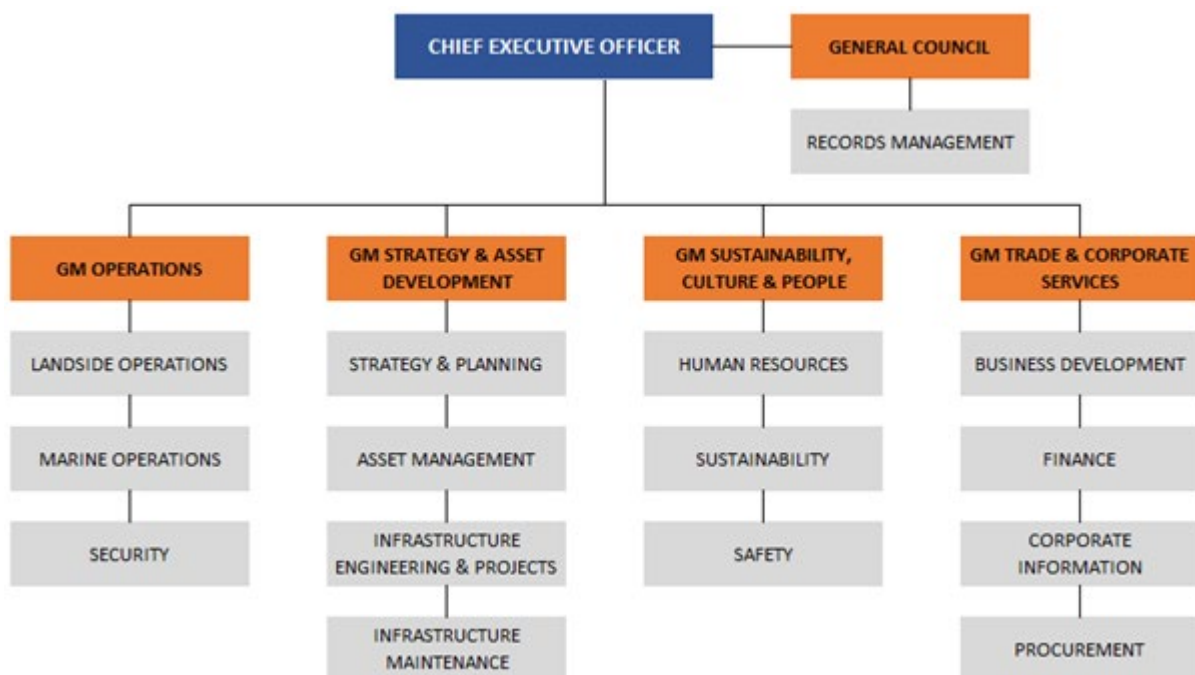 CHIEF EXECUTIVE OFFICER
GENERAL COUNCIL
RECORDS MANAGEMENT
GM OPERATIONS
GM STRATEGY & ASSET
DEVELOPMENT
GM SUSTAINABILITY,
CULTURE & PEOPLE
GM TRADE & CORPORATE
SERVICES
LANDSIDE OPERATIONS
STRATEGY & PLANNING
HUMAN RESOURCES
BUSINESS DEVELOPMENT
MARINE OPERATIONS
ASSET MANAGEMENT
SUSTAINABILITY
FINANCE
SECURITY
INFRASTRUCTURE
ENGINEERING & PROJECTS
SAFETY
CORPORATE
INFORMATION
INFRASTRUCTURE
MAINTENANCE
PROCUREMENT